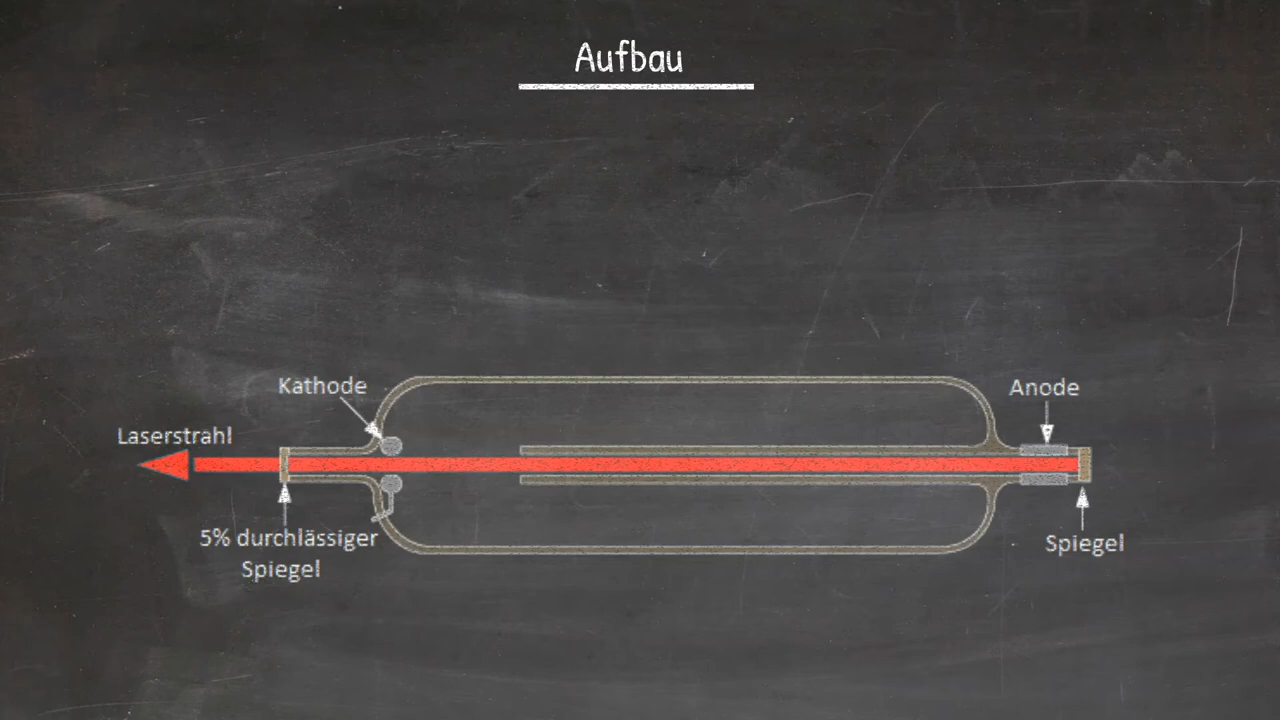 Aufbau
Kathode
Anode
Laserstrahl
5% durchlässiger
Spiegel
Spiegel